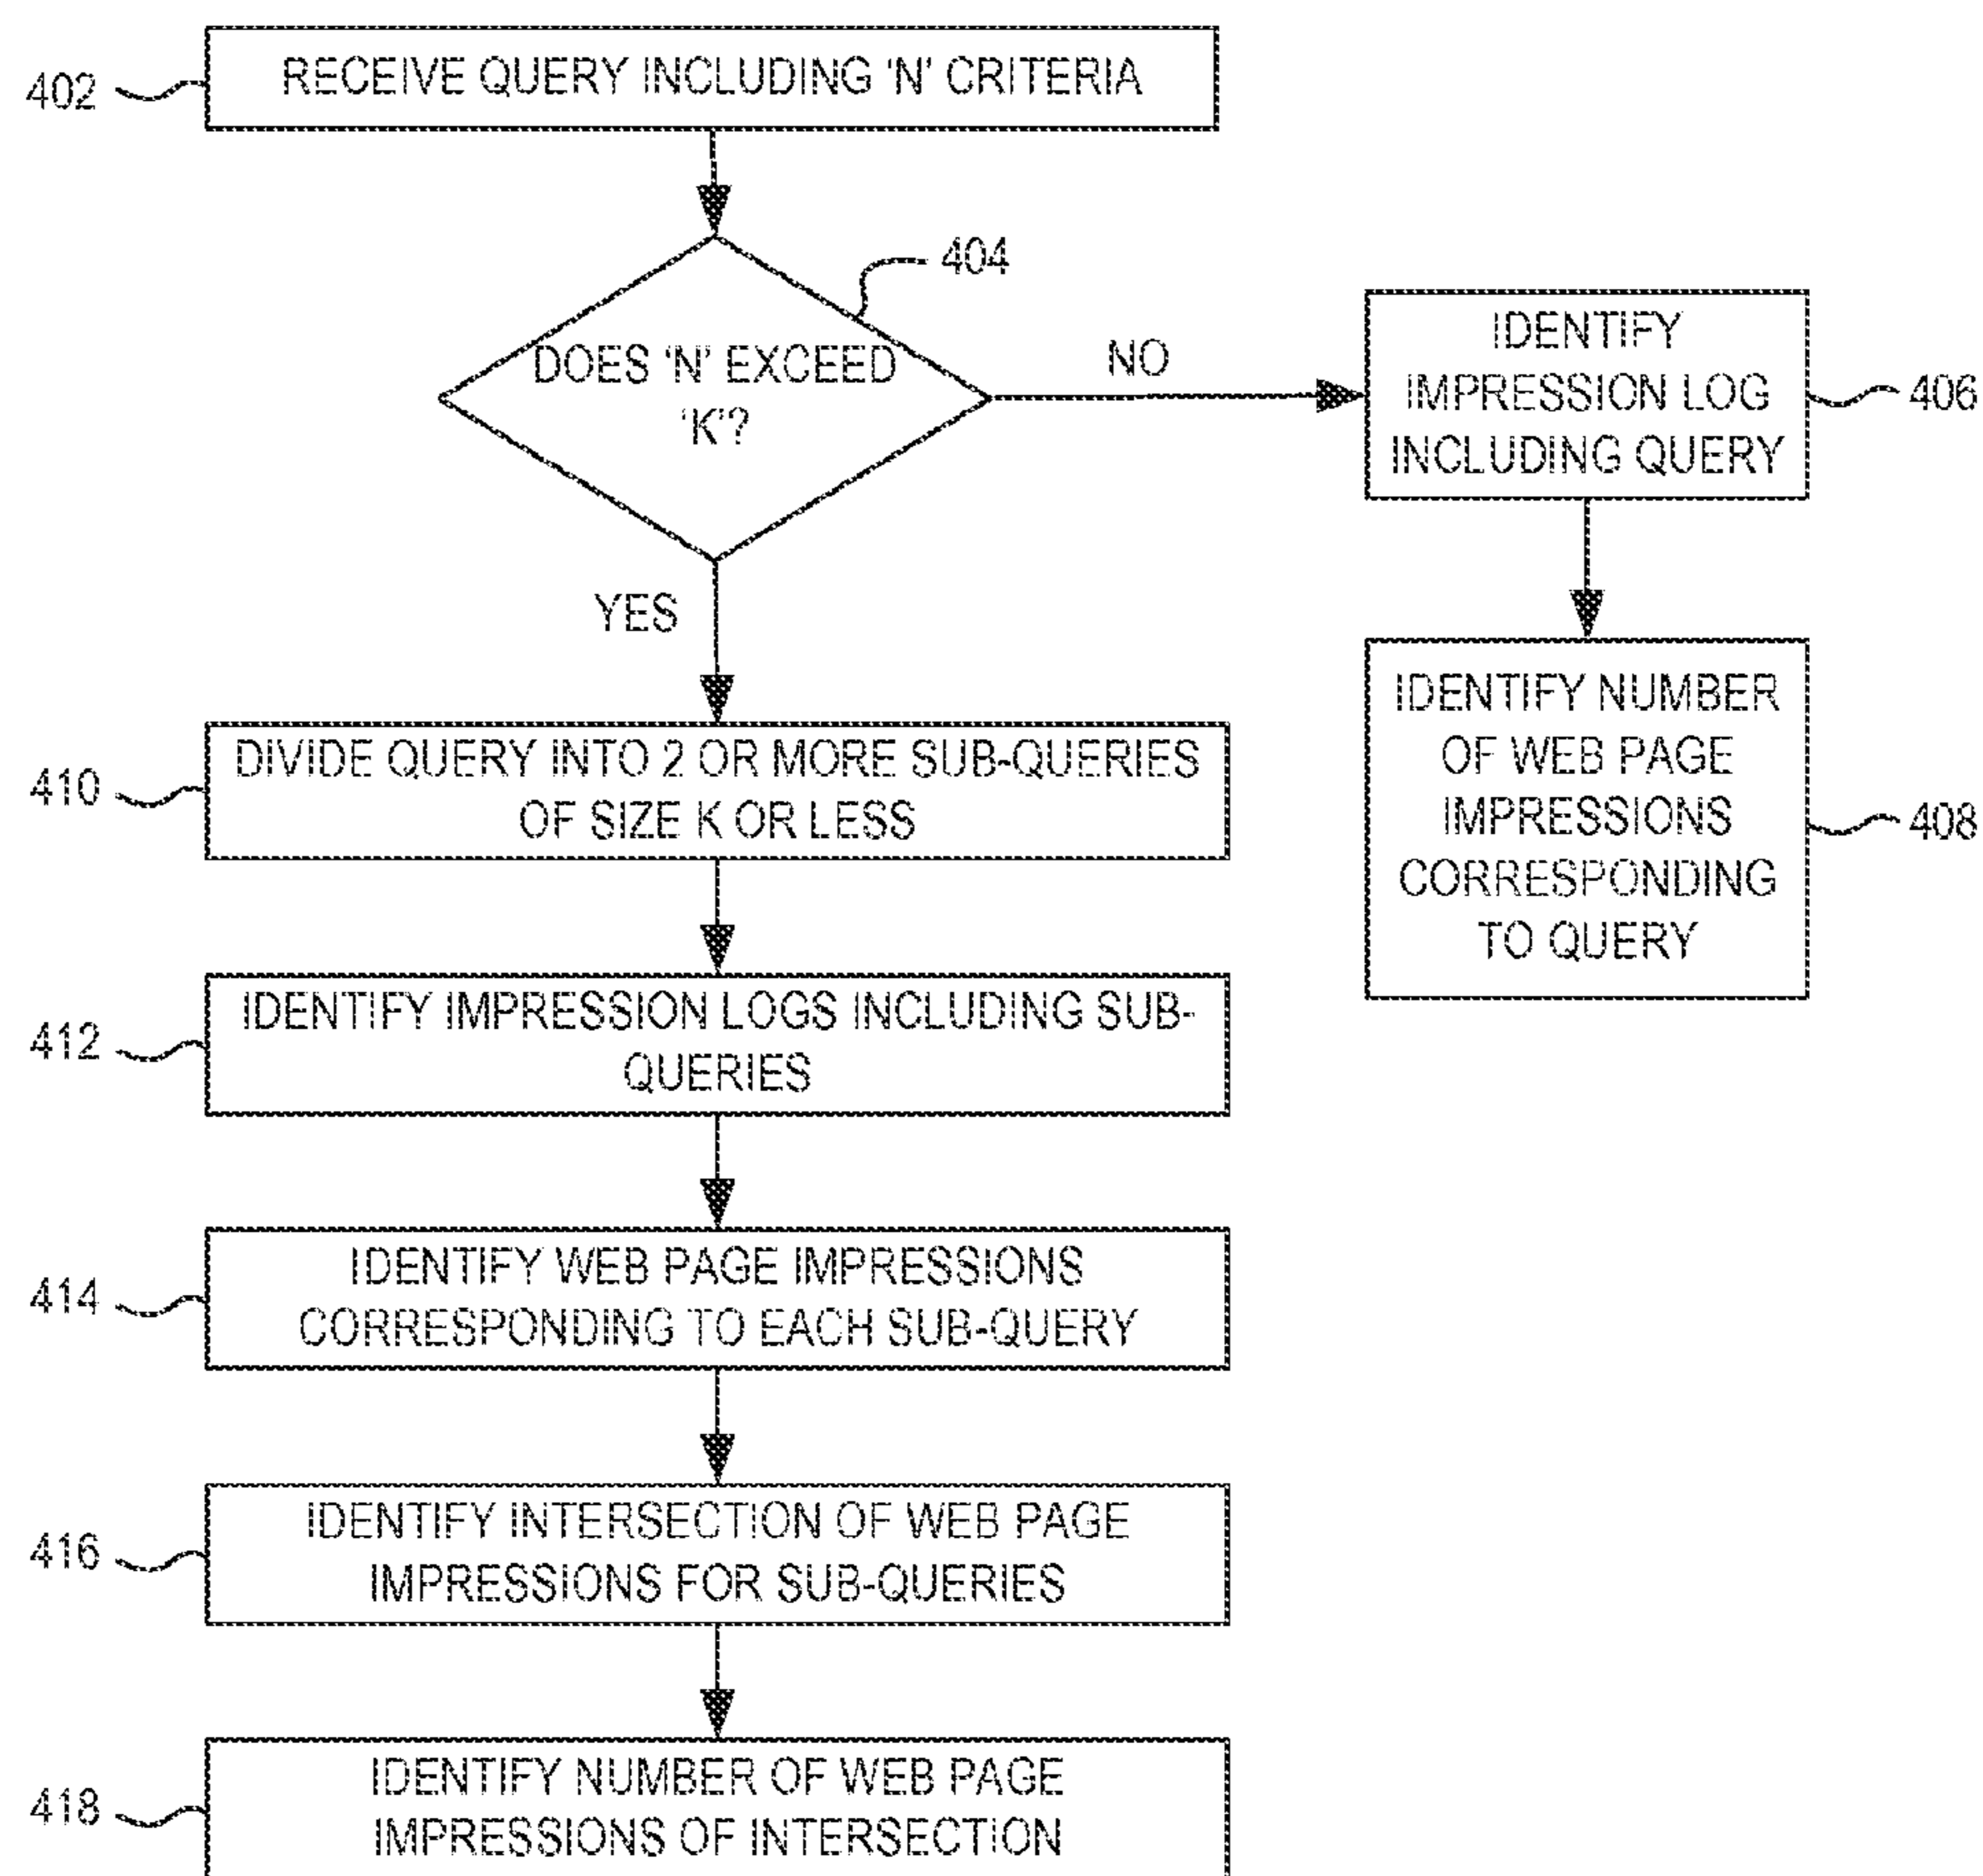 402
RECEIVE QUERY INCLUDING 'N' CRITERIA
404
DOES 'N' EXCEED
'K'?
NO
IDENTIFY
IMPRESSION LOG
INCLUDING QUERY
406
YES
IDENTIFY NUMBER
OF WEB PAGE
IMPRESSIONS
CORRESPONDING
TO QUERY
408
410
DIVIDE QUERY INTO 2 OR MORE SUB-QUERIES
OF SIZE K OR LESS
412
IDENTIFY IMPRESSION LOGS INCLUDING SUB-
QUERIES
414
IDENTIFY WEB PAGE IMPRESSIONS
CORRESPONDING TO EACH SUB-QUERY
416
IDENTIFY INTERSECTION OF WEB PAGE
IMPRESSIONS FOR SUB-QUERIES
418
IDENTIFY NUMBER OF WEB PAGE
IMPRESSIONS OF INTERSECTION